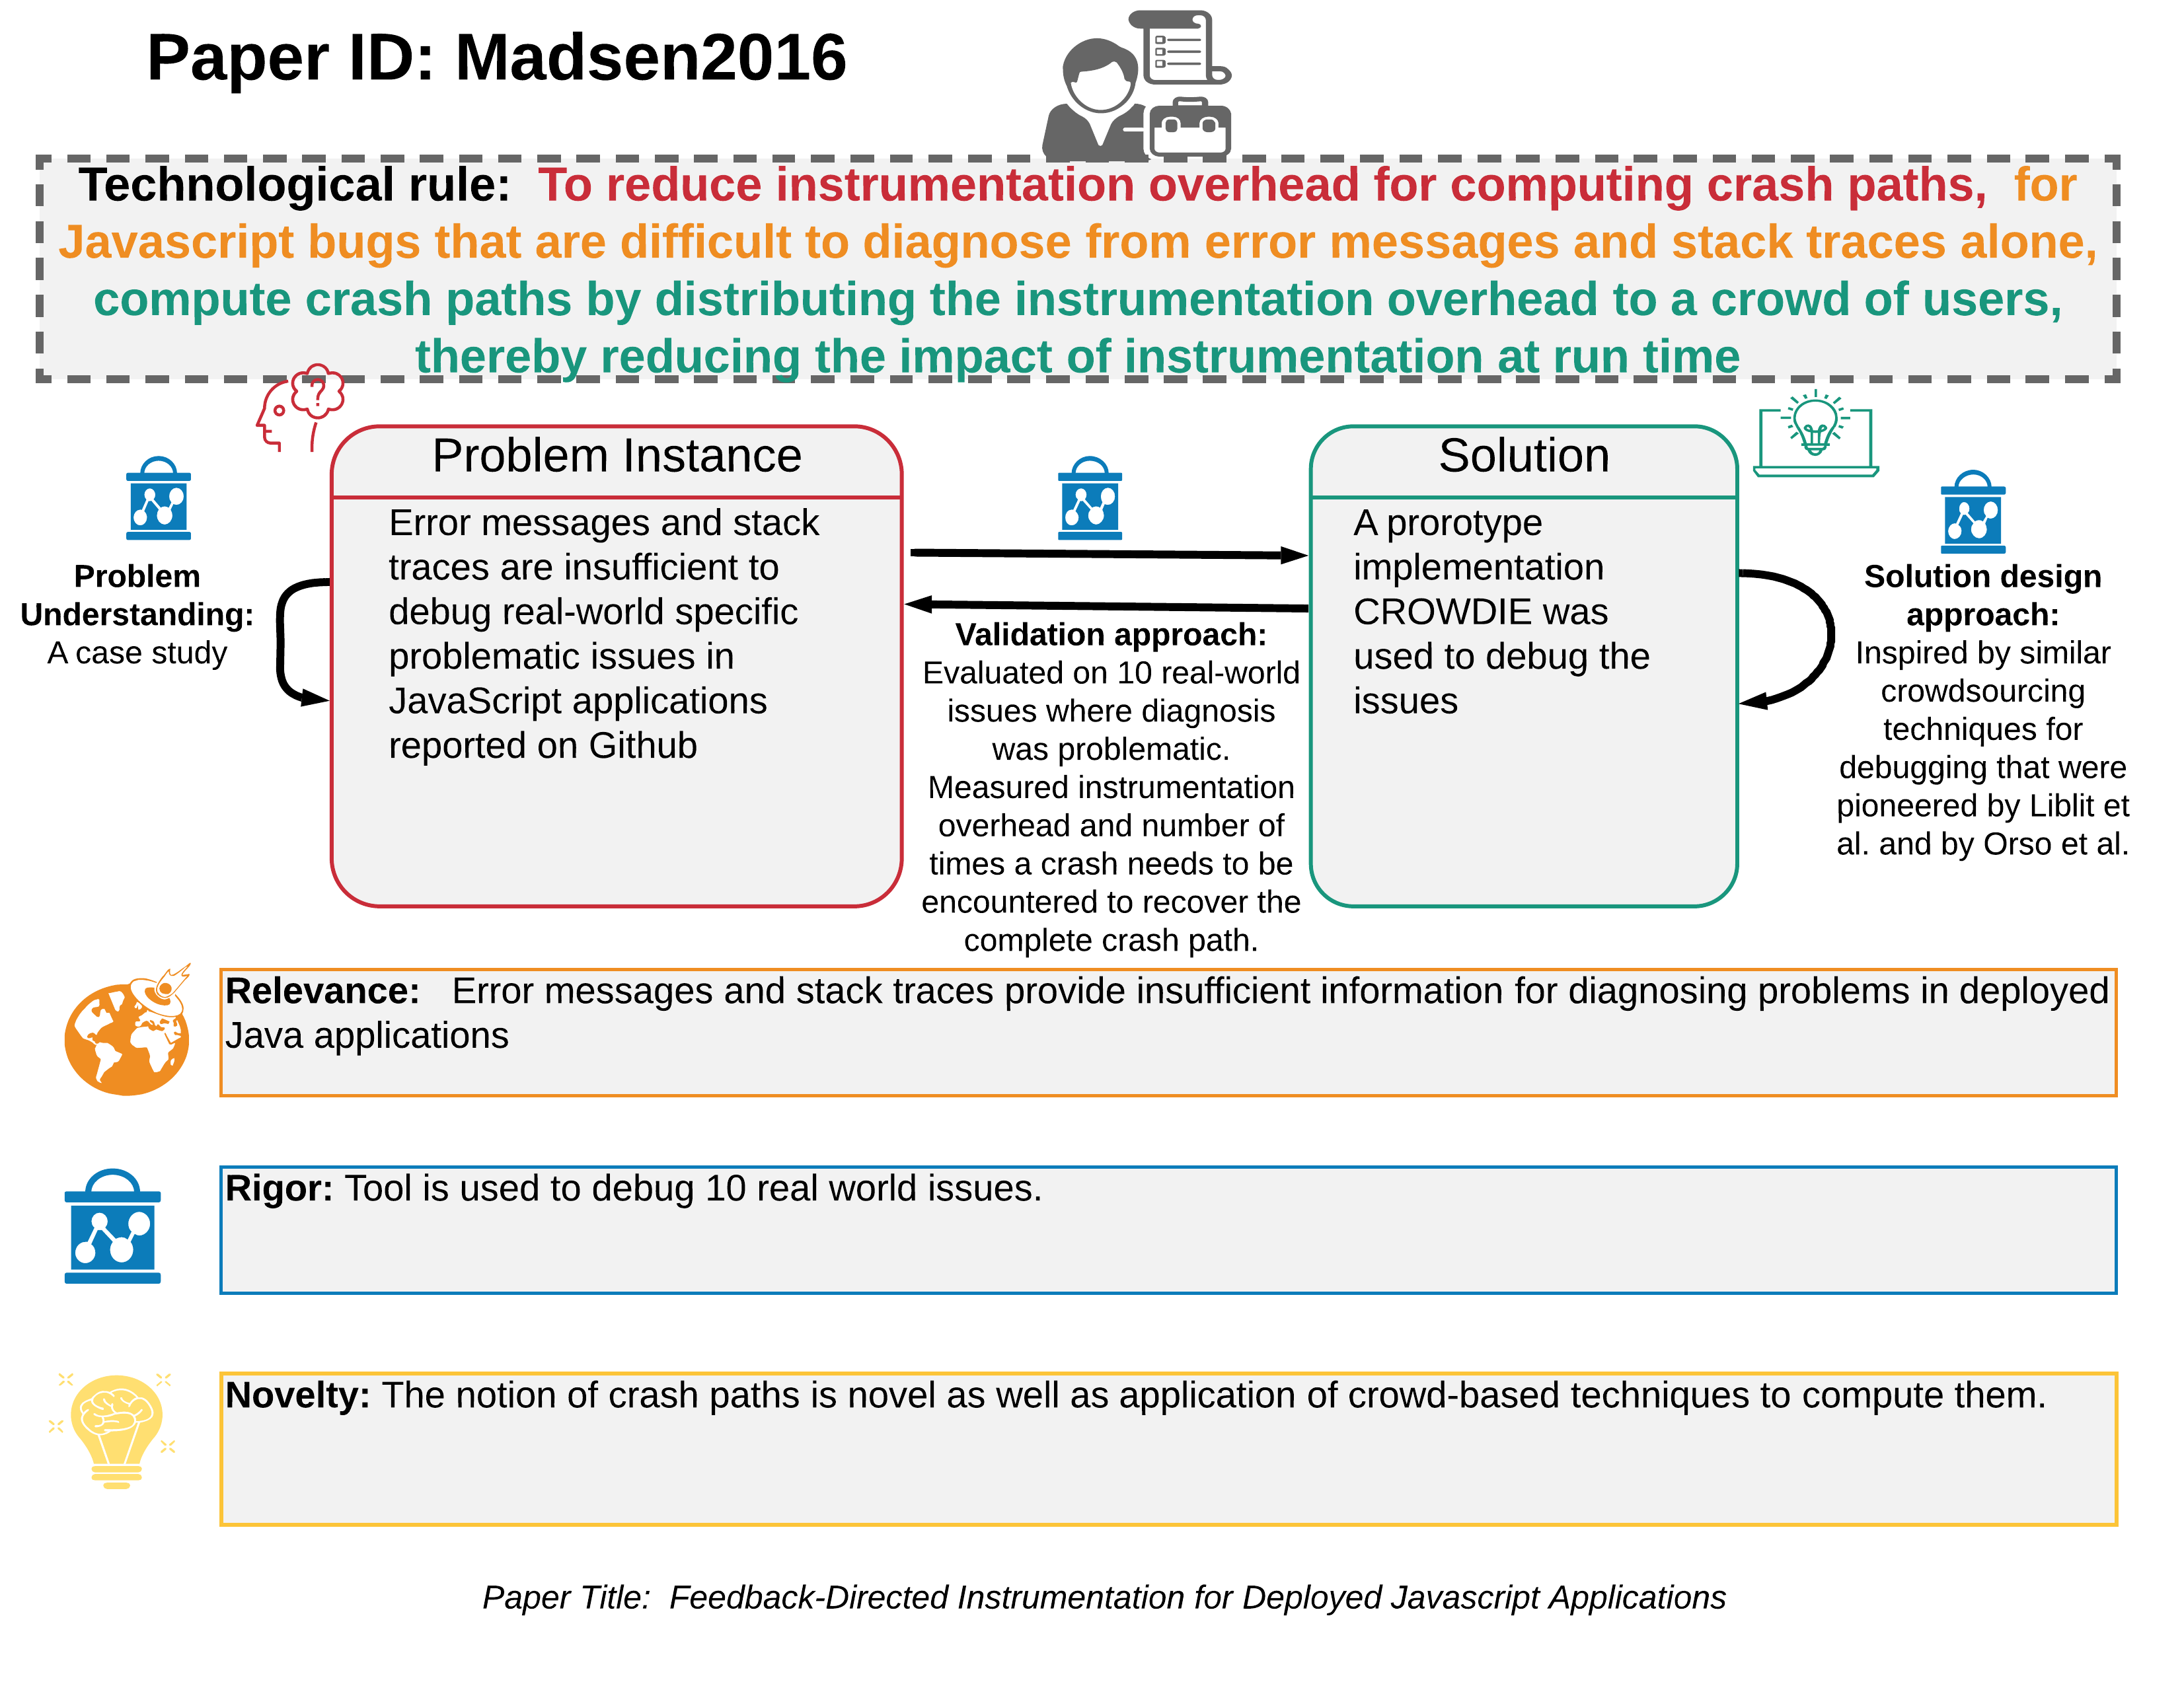 Paper ID: Madsen2016
Technological rule: To reduce instrumentation overhead for computing crash paths, for
Javascript bugs that are difficult to diagnose from error messages and stack traces alone,
compute crash paths by distributing the instrumentation overhead to a crowd of users,
thereby reducing the impact of instrumentation at run time
?
Problem
Understanding:
A case study
Problem Instance
Error messages and stack
traces are insufficient to
debug real-world specific
problematic issues in
JavaScript applications
reported on Github
Validation approach:
Evaluated on 10 real-world
issues where diagnosis
was problematic.
Measured instrumentation
overhead and number of
times a crash needs to be
encountered to recover the
complete crash path.
Solution
A prorotype
implementation
CROWDIE was
used to debug the
issues
Solution design
approach:
Inspired by similar
crowdsourcing
techniques for
debugging that were
pioneered by Liblit et
al. and by Orso et al.
Relevance: Error messages and stack traces provide insufficient information for diagnosing problems in deployed
Java applications
Rigor: Tool is used to debug 10 real world issues.
Novelty: The notion of crash paths is novel as well as application of crowd-based techniques to compute them.
Paper Title: Feedback-Directed Instrumentation for Deployed Javascript Applications